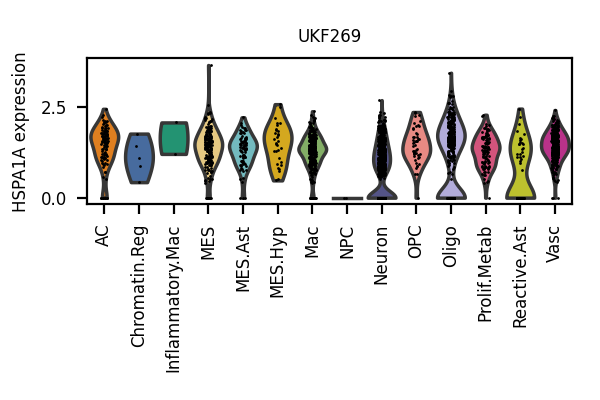 UKF269
HSPA1A expression
2.5
0.0
AC
Chromatin.Reg
Inflammatory.Mac
MES
MES.Ast
MES.Hyp
Mac
NPC
Neuron
OPC
Oligo
Prolif.Metab
Reactive.Ast
Vasc